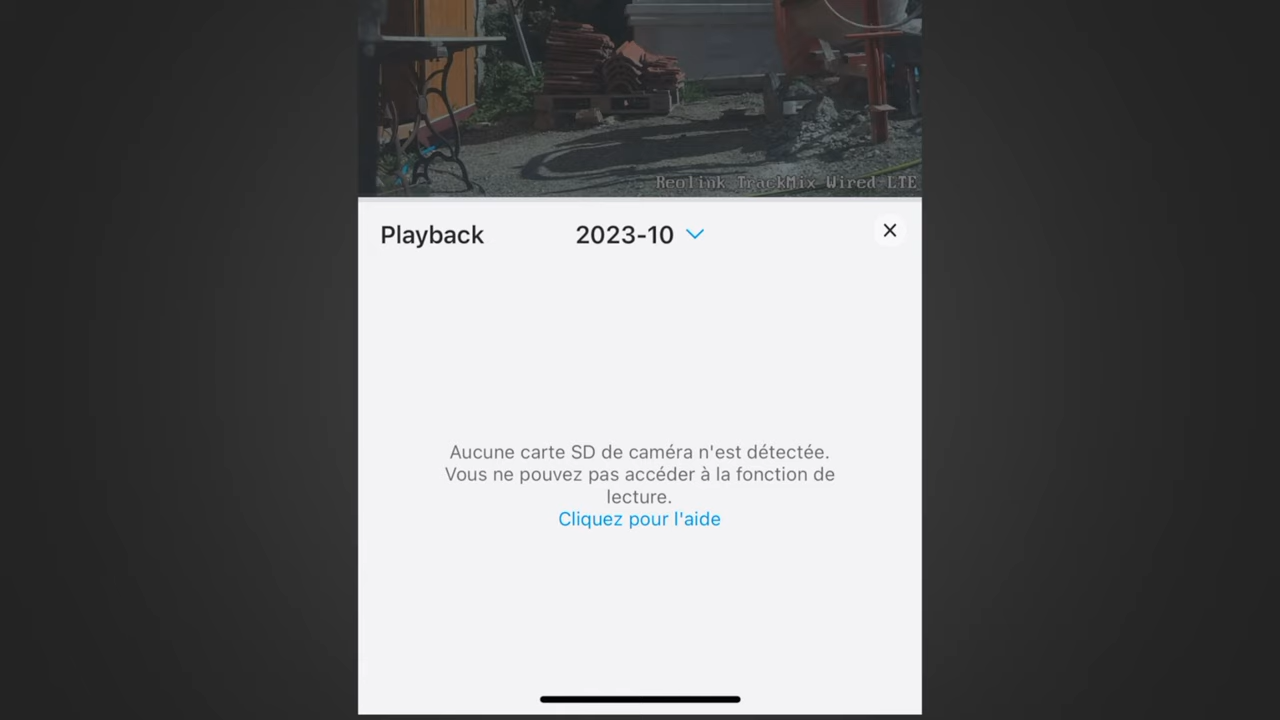 Reolink TrackMix Wired LTE
Playback
2023-10
Aucune carte SD de caméra n'est détectée.
Vous ne pouvez pas accéder à la fonction de
lecture.
Cliquez pour l'aide